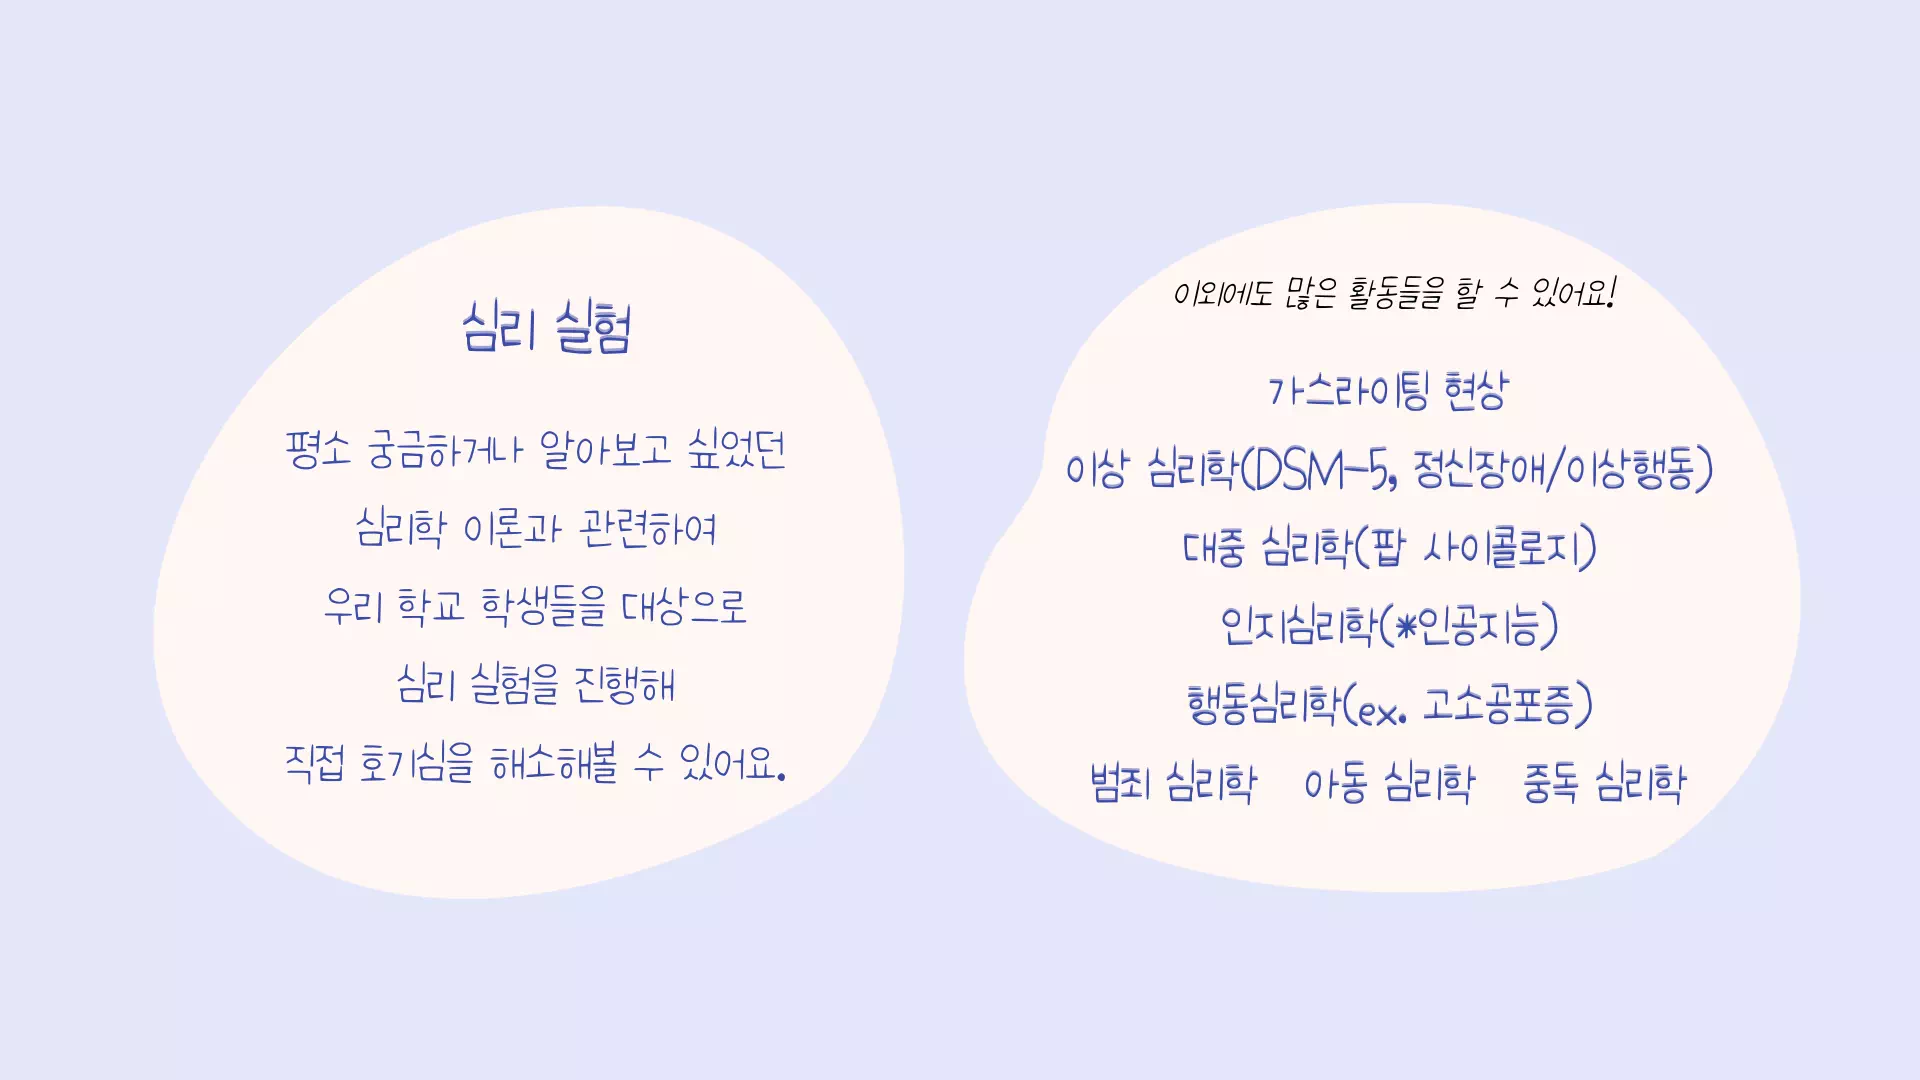 심리 실험
평소 궁금하거나 알아보고 싶었던
심리학 이론과 관련하여
우리 학교 학생들을 대상으로
심리 실험을 진행해
직접 호기심을 해소해볼 수 있어요.
이외에도 많은 활동들을 할 수 있어요!
가스라이팅 현상
이상 심리학(DSM-5, 정신장애/이상행동)
대중 심리학(팝 사이콜로지)
인지심리학(*인공지능)
행동심리학(ex. 고소공포증)
범죄 심리학 아동 심리학 중독 심리학